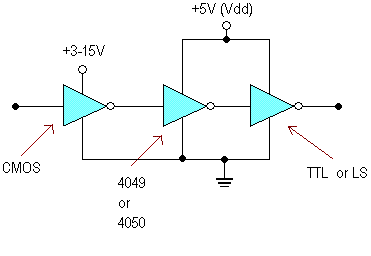 +5V (Vdd)
+3-15V
CMOS
4049
or
4050
TTL or LS